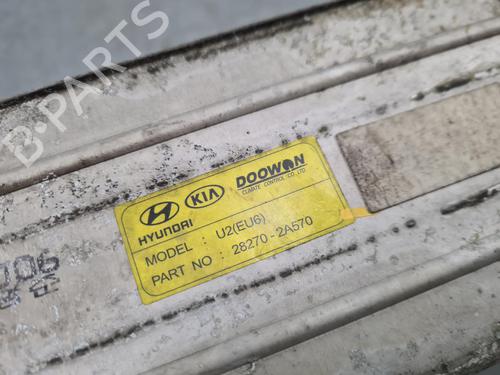 B-PARTS
HYUNDAI
KIA
DOOWON
CLIMATE CONTROL CO., LTD
MODEL : U2(EU6)
PART NO : 28270 - 2A570